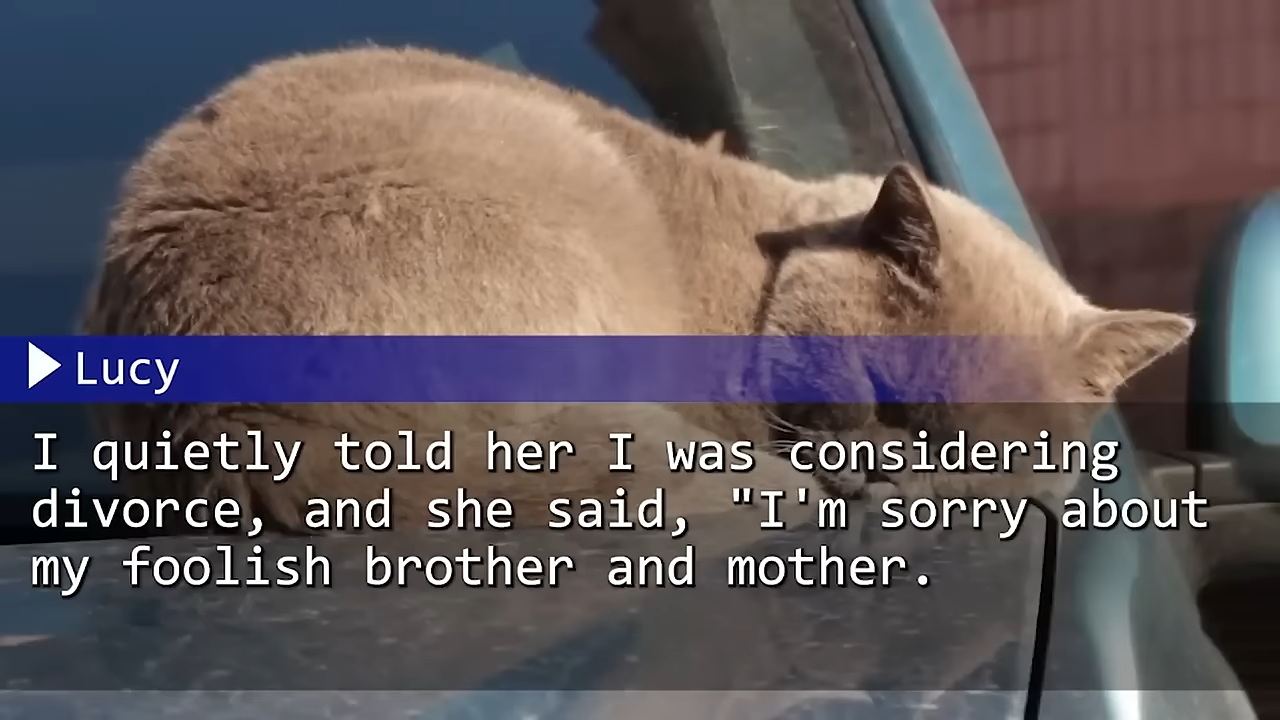 Lucy
I quietly told her I was considering
divorce, and she said, "I'm sorry about
my foolish brother and mother.